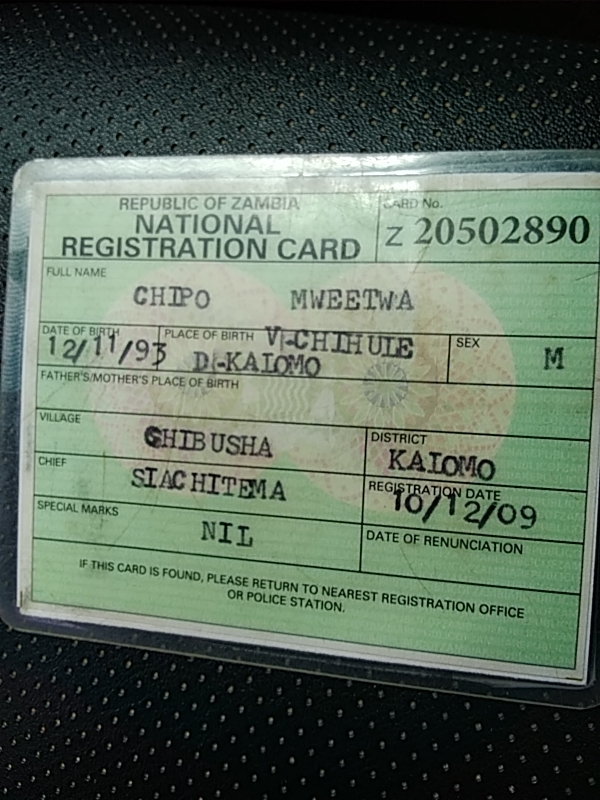 REPUBLIC OF ZAMBIA
NATIONAL
REGISTRATION CARD
CARD No.
Z 20502890
FULL NAME
CHIPO MWEETWA
DATE OF BIRTH
12/11/93
PLACE OF BIRTH V-CHIHUIE
D-KAIOMO
SEX
M
FATHER'S/MOTHER'S PLACE OF BIRTH
VILLAGE
CHIBUSHA
DISTRICT
KAIOMO
CHIEF
SIACHITEMA
REGISTRATION DATE
10/12/09
SPECIAL MARKS
NIL
DATE OF RENUNCIATION
IF THIS CARD IS FOUND, PLEASE RETURN TO NEAREST REGISTRATION OFFICE
OR POLICE STATION.